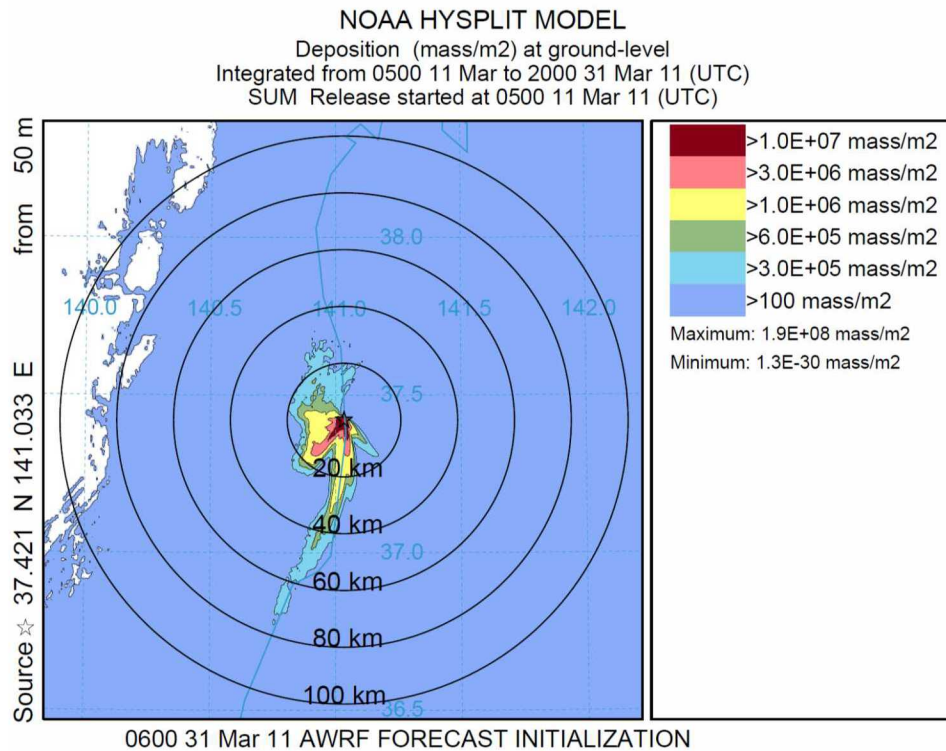 NOAA HYSPLIT MODEL
Deposition (mass/m2) at ground-level
Integrated from 0500 11 Mar to 2000 31 Mar 11 (UTC)
SUM Release started at 0500 11 Mar 11 (UTC)
Source ☆ 37.421 N 141.033 E from 50 m
38.0
140.0 140.5 141.0 141.5 142.0
37.5
20 km
40 km
37.0
60 km
80 km
100 km
36.5
>1.0E+07 mass/m2
>3.0E+06 mass/m2
>1.0E+06 mass/m2
>6.0E+05 mass/m2
>3.0E+05 mass/m2
>100 mass/m2
Maximum: 1.9E+08 mass/m2
Minimum: 1.3E-30 mass/m2
0600 31 Mar 11 AWRF FORECAST INITIALIZATION